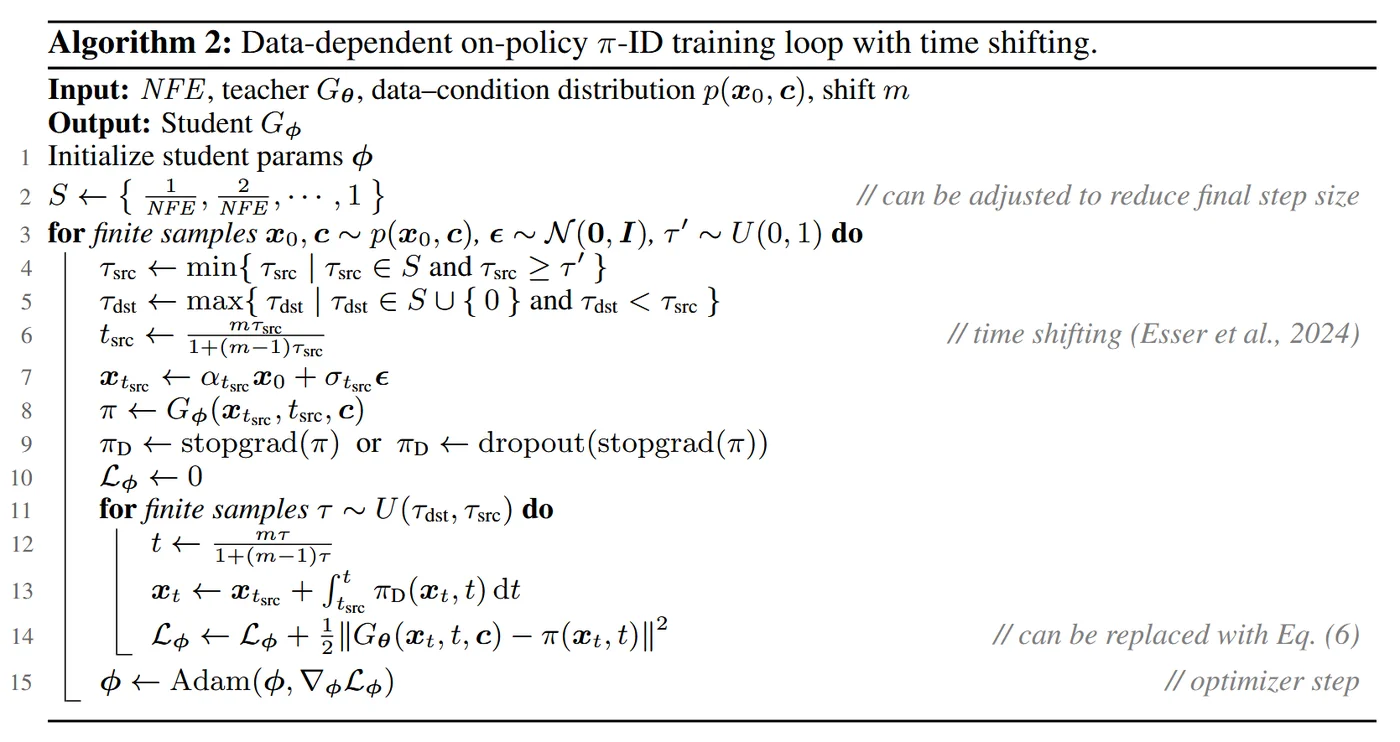 Algorithm 2: Data-dependent on-policy π-ID training loop with time shifting.
Input: NFE, teacher G_θ, data–condition distribution p(x_0, c), shift m
Output: Student G_ϕ
1 Initialize student params ϕ
2 S ← { 1/NFE, 2/NFE, ⋯ , 1 } // can be adjusted to reduce final step size
3 for finite samples x_0, c ∼ p(x_0, c), ϵ ∼ 𝒩(0, I), τ′ ∼ U(0, 1) do
4 τ_src ← min{ τ_src | τ_src ∈ S and τ_src ≥ τ′ }
5 τ_dst ← max{ τ_dst | τ_dst ∈ S ∪ { 0 } and τ_dst < τ_src }
6 t_src ← mτ_src/(1+(m−1)τ_src) // time shifting (Esser et al., 2024)
7 x_{t_src} ← α_{t_src} x_0 + σ_{t_src} ϵ
8 π ← G_ϕ(x_{t_src}, t_src, c)
9 π_D ← stopgrad(π) or π_D ← dropout(stopgrad(π))
10 ℒ_ϕ ← 0
11 for finite samples τ ∼ U(τ_dst, τ_src) do
12 t ← mτ/(1+(m−1)τ)
13 x_t ← x_{t_src} + ∫_{t_src}^t π_D(x_t, t) dt
14 ℒ_ϕ ← ℒ_ϕ + 1/2 ‖G_θ(x_t, t, c) − π(x_t, t)‖² // can be replaced with Eq. (6)
15 ϕ ← Adam(ϕ, ∇_ϕ ℒ_ϕ) // optimizer step